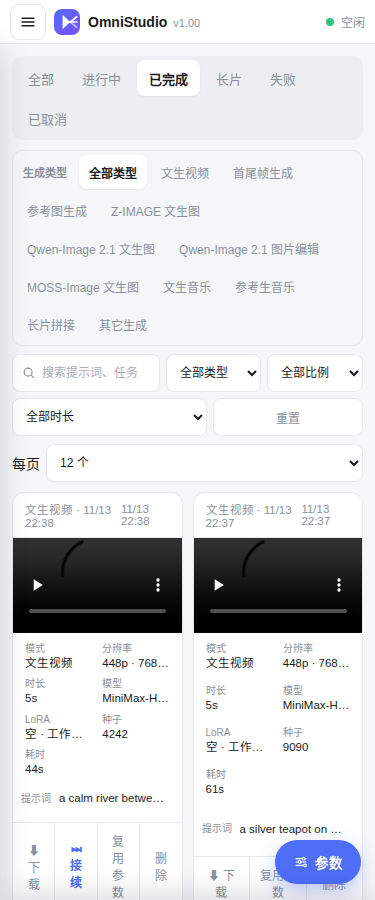 OmniStudio v1.00 空闲
全部 进行中 已完成 长片 失败
已取消
生成类型 全部类型 文生视频 首尾帧生成
参考图生成 Z-IMAGE 文生图
Qwen-Image 2.1 文生图 Qwen-Image 2.1 图片编辑
MOSS-Image 文生图 文生音乐 参考生音乐
长片拼接 其它生成
搜索提示词、任务 全部类型 全部比例
全部时长 重置
每页 12 个
文生视频 · 11/13 22:38 11/13 22:38
模式 分辨率
文生视频 448p · 768…
时长 模型
5s MiniMax-H…
LoRA 种子
空 · 工作… 4242
耗时
44s
提示词 a calm river betwe…
下载 接续 复用参数 删除
文生视频 · 11/13 22:37 11/13 22:37
模式 分辨率
文生视频 448p · 768…
时长 模型
5s MiniMax-H…
LoRA 种子
空 · 工作… 9090
耗时
61s
提示词 a silver teapot on …
下载 数 删除
参数